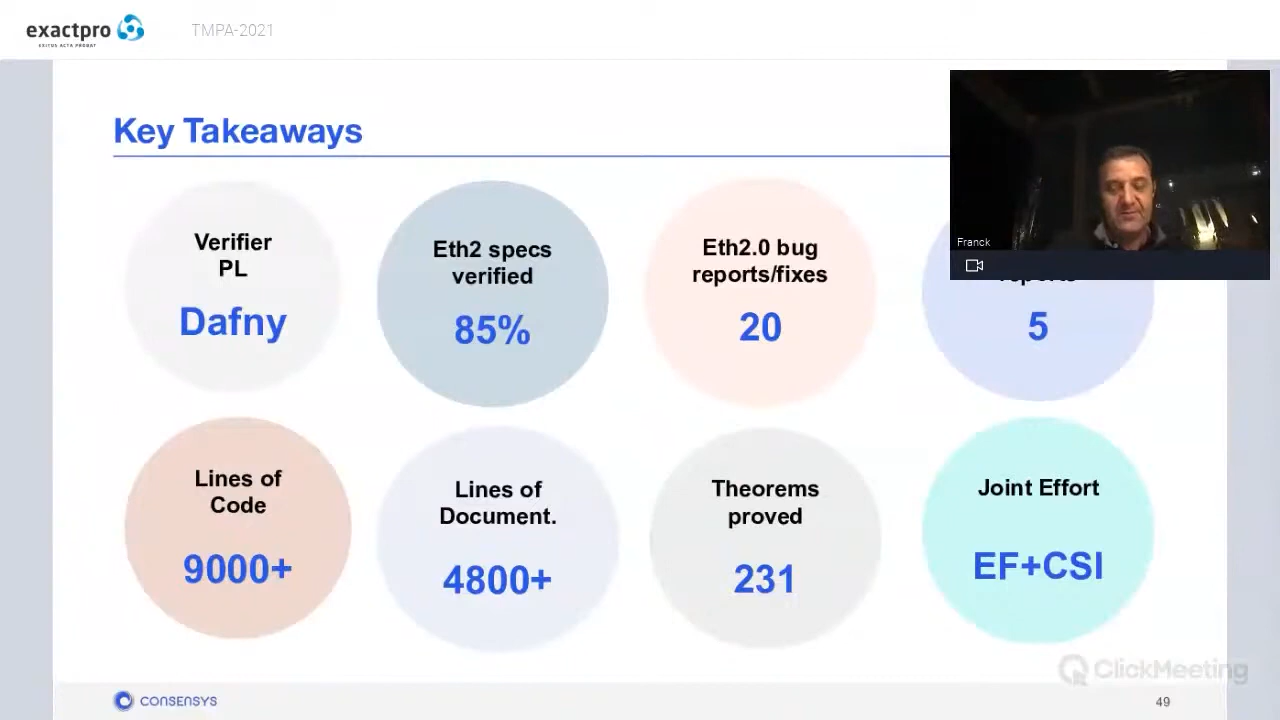 exactpro
EXITUS ACTA PROBAT
TMPA-2021
Key Takeaways
Franck
Verifier
PL
Dafny
Eth2 specs
verified
85%
Eth2.0 bug
reports/fixes
20
5
Lines of
Code
9000+
Lines of
Document.
4800+
Theorems
proved
231
Joint Effort
EF+CSI
ClickMeeting
CONSENSYS
49